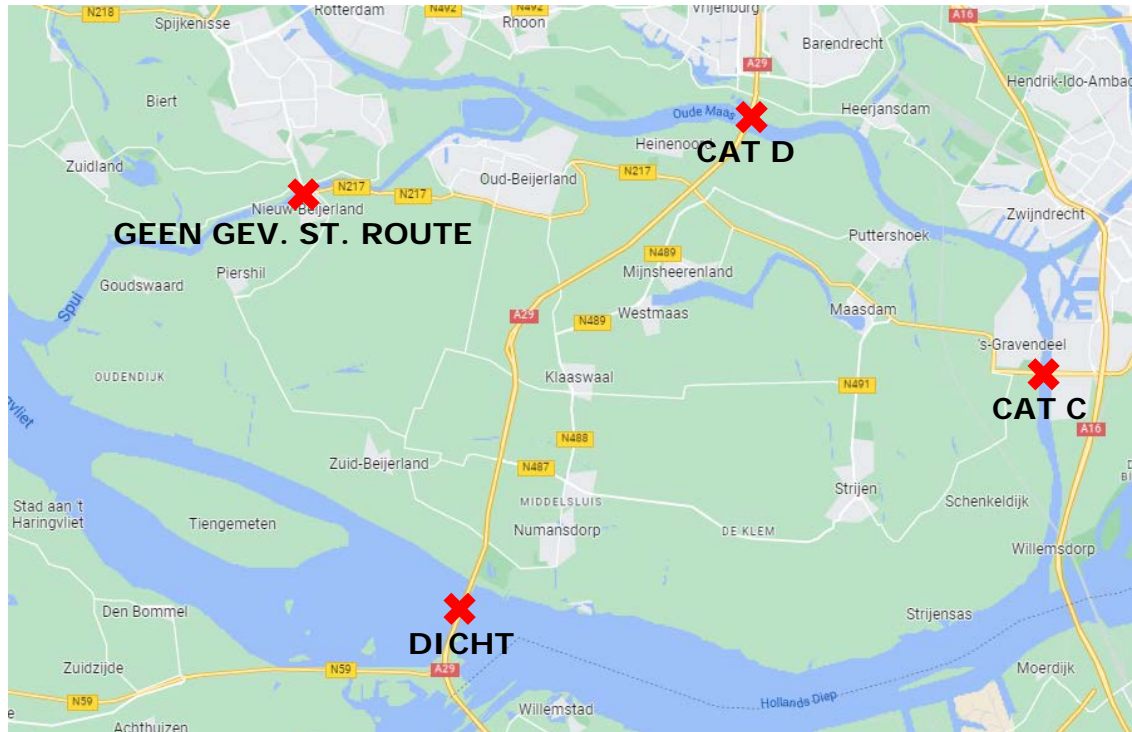 N218
Spijkenisse
Rotterdam
N492
N492
Rhoon
Vrijenburg
A16
Barendrecht
A29
Hendrik-Ido-Ambac
Biert
Oude Maas
Heerjansdam
Heinenoord
CAT D
Zuidland
N217
N217
Oud-Beijerland
N217
Nieuw-Beijerland
Zwijndrecht
GEEN GEV. ST. ROUTE
Puttershoek
N489
Mijnsheerenland
Piershil
Goudswaard
Spui
Westmaas
Maasdam
A29
N489
's-Gravendeel
OUDENDIJK
Klaaswaal
N491
CAT C
A16
N488
Zuid-Beijerland
N487
Strijen
MIDDELSLUIS
Schenkeldijk
Stad aan 't
Haringvliet
Tiengemeten
Numansdorp
DE KLEM
Willemsdorp
Den Bommel
Strijensas
DICHT
Zuidzijde
N59
A29
Moerdijk
N59
Hollands Diep
Willemstad
Achthuizen